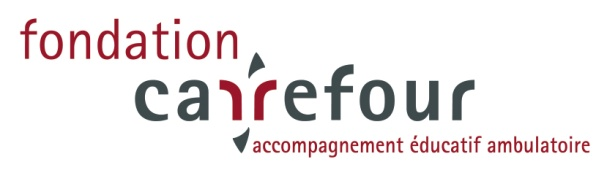 fondation
carrefour
accompagnement éducatif ambulatoire